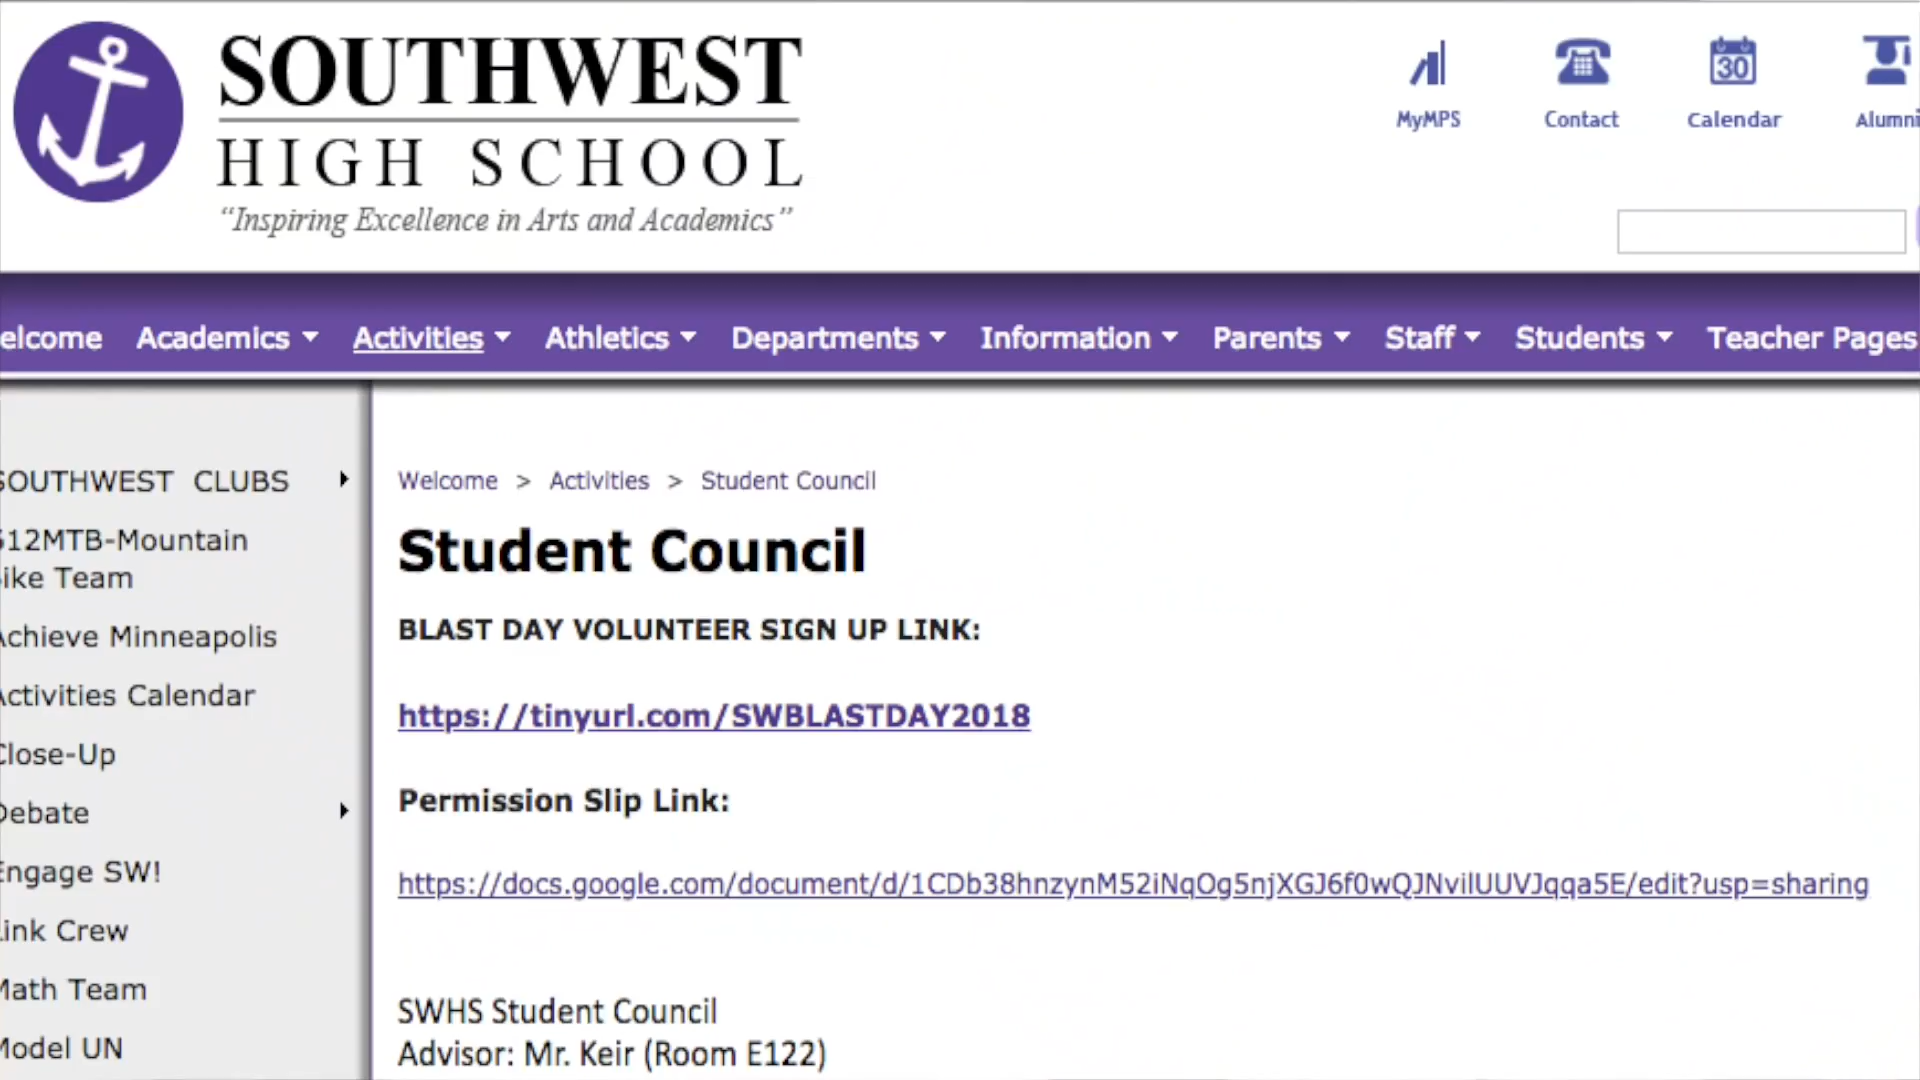 SOUTHWEST
HIGH SCHOOL
“Inspiring Excellence in Arts and Academics”
MyMPS
Contact
30
Calendar
Alumni
elcome Academics Activities Athletics Departments Information Parents Staff Students Teacher Pages
SOUTHWEST CLUBS
612MTB-Mountain
ike Team
Achieve Minneapolis
Activities Calendar
Close-Up
Debate
Engage SW!
Link Crew
Math Team
Model UN
Welcome > Activities > Student Council
Student Council
BLAST DAY VOLUNTEER SIGN UP LINK:
https://tinyurl.com/SWBLASTDAY2018
Permission Slip Link:
https://docs.google.com/document/d/1CDb38hnzynM52iNqOg5njXGJ6f0wQJNvilUUVJqqa5E/edit?usp=sharing
SWHS Student Council
Advisor: Mr. Keir (Room E122)